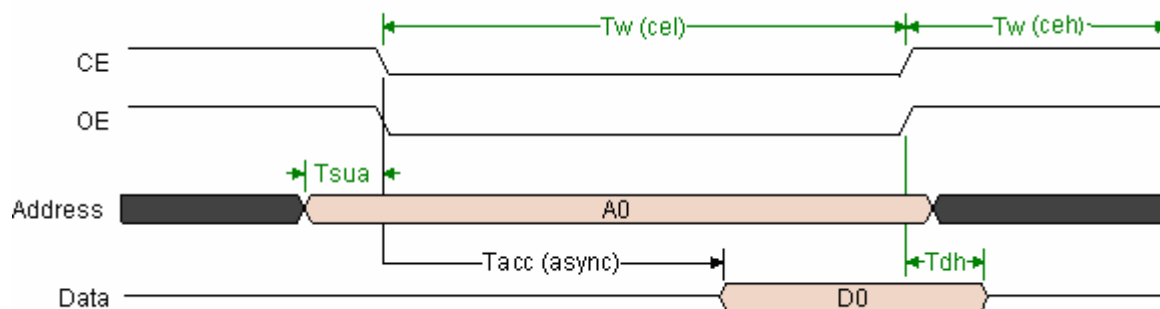 Tw (cel) Tw (ceh)
CE
OE
Tsua
Address A0
Tacc (async) Tdh
Data D0